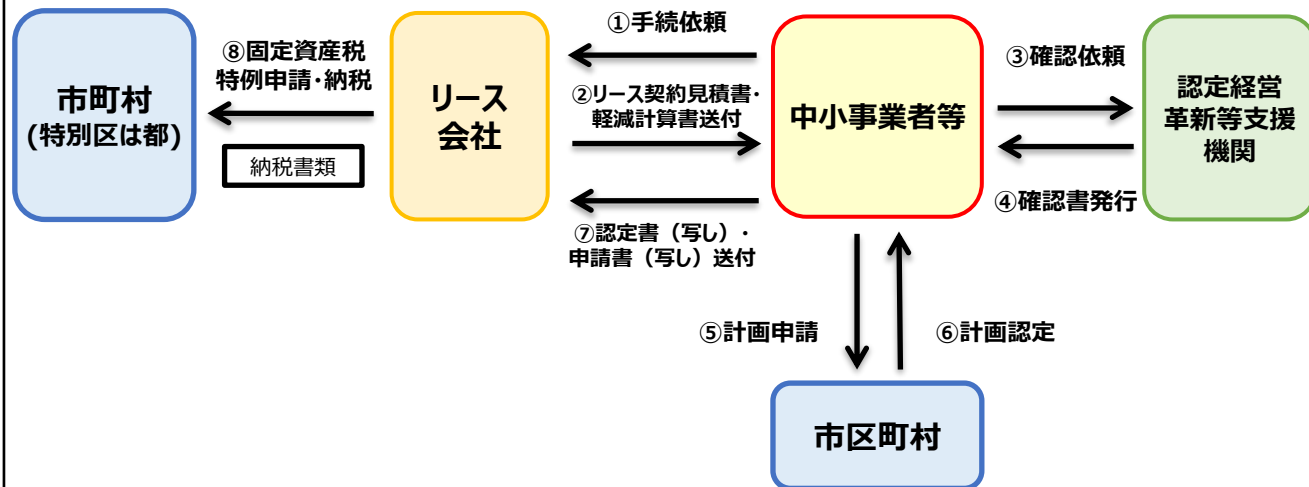 ①手続依頼
⑧固定資産税
特例申請・納税
③確認依頼
市町村
(特別区は都)
リース
会社
②リース契約見積書・
軽減計算書送付
中小事業者等
認定経営
革新等支援
機関
納税書類
④確認書発行
⑦認定書（写し）・
申請書（写し）送付
⑤計画申請
⑥計画認定
市区町村